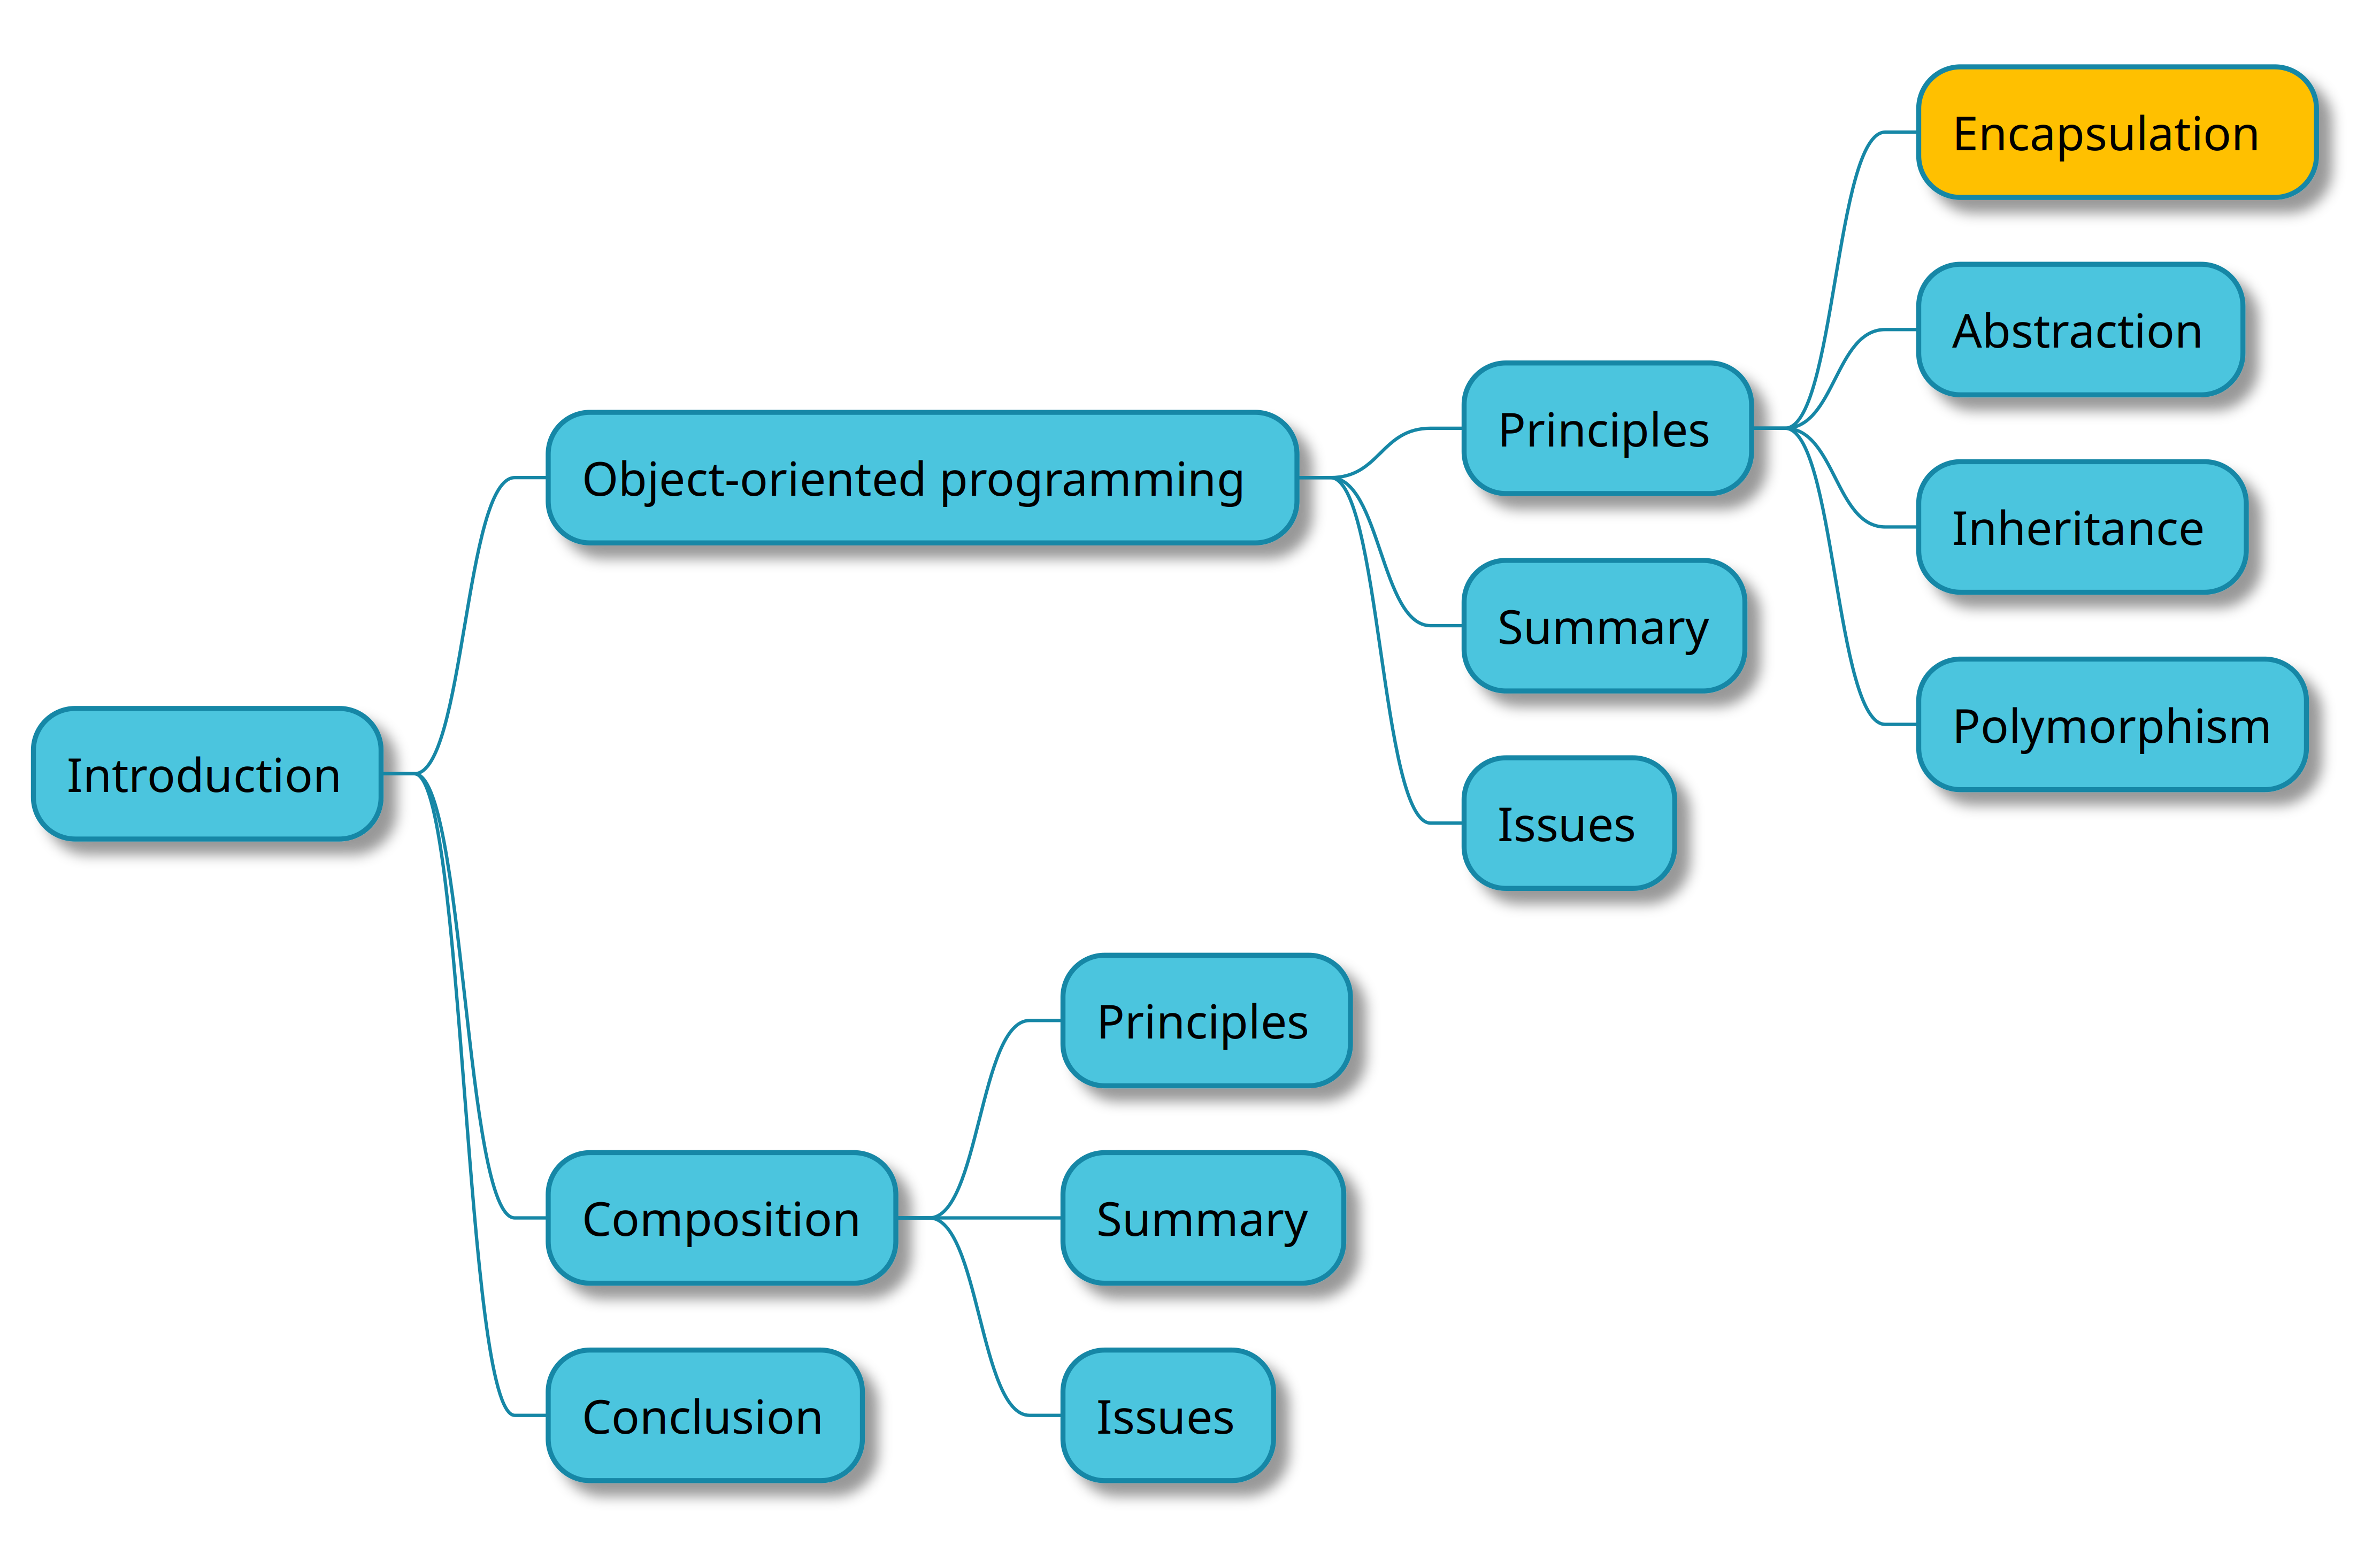 Introduction
Object-oriented programming
Principles
Encapsulation
Abstraction
Inheritance
Polymorphism
Summary
Issues
Composition
Principles
Summary
Issues
Conclusion